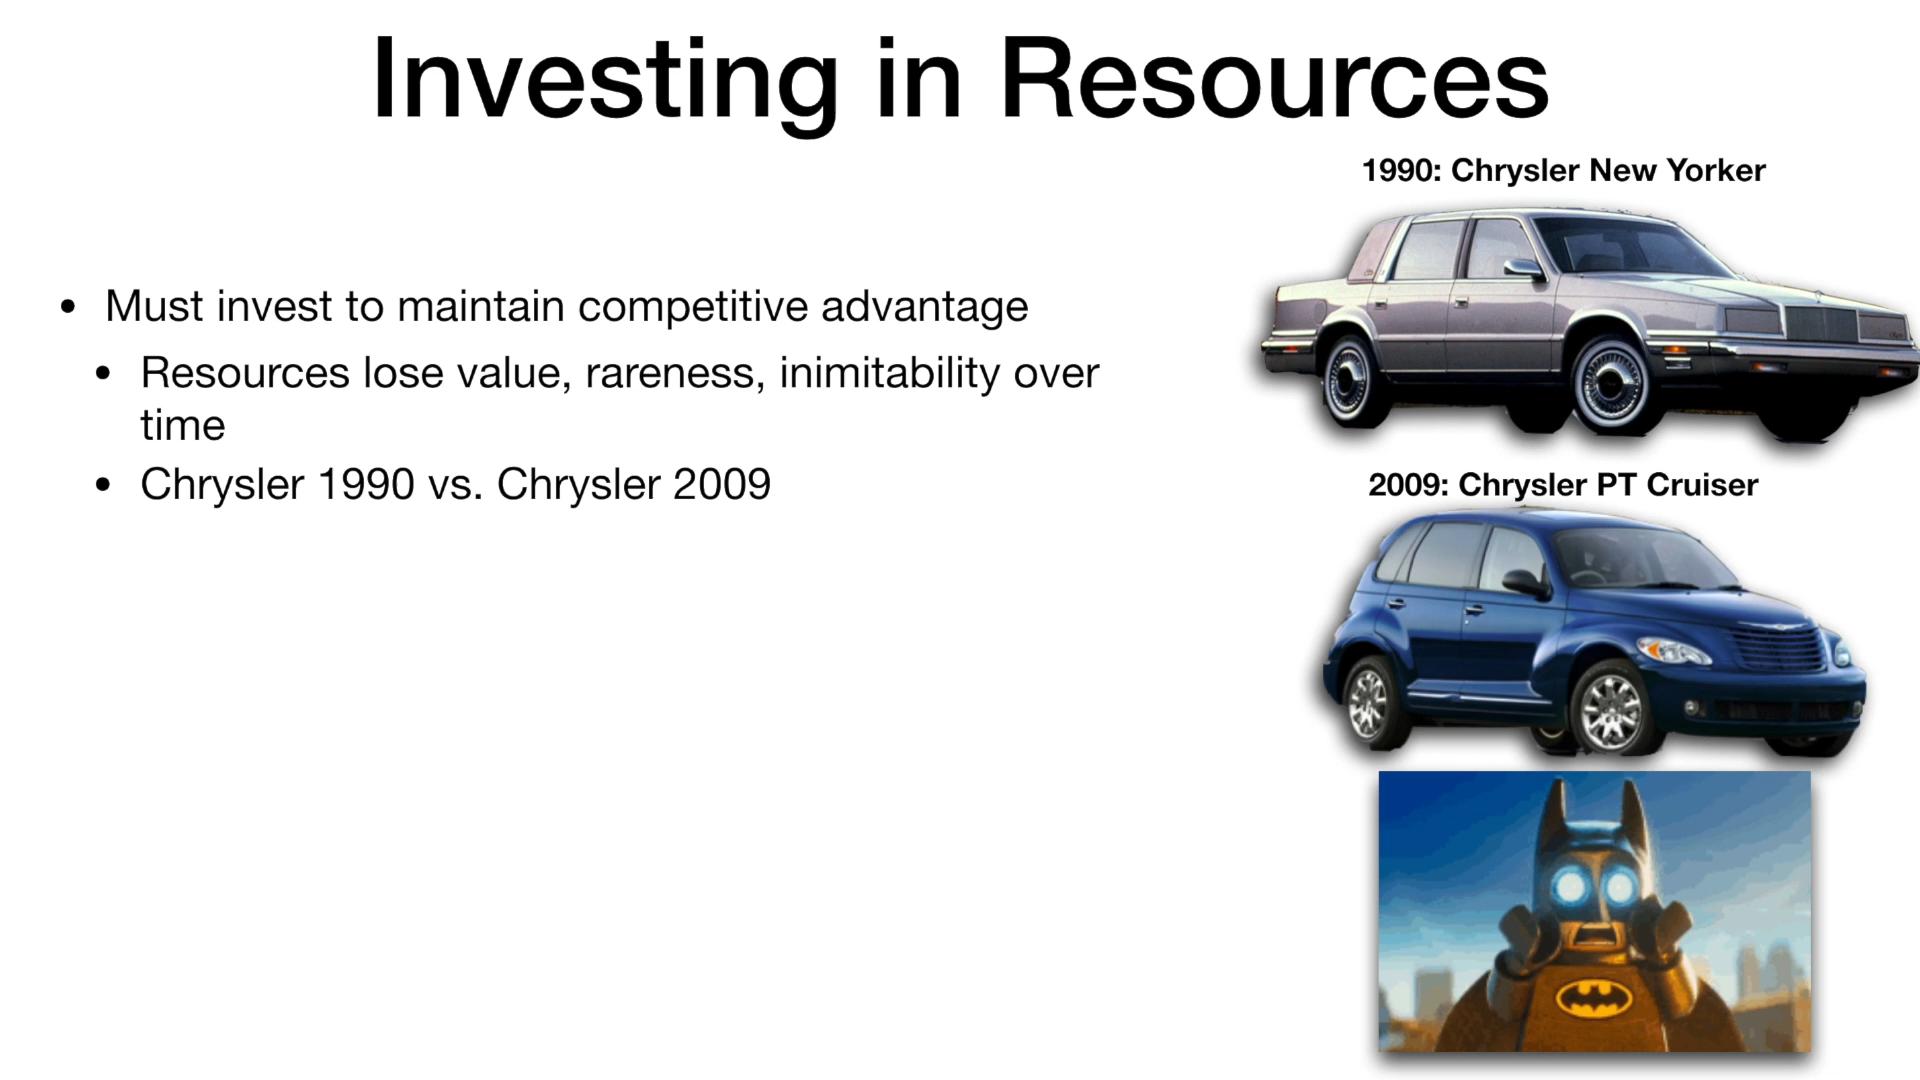 Investing in Resources
1990: Chrysler New Yorker
• Must invest to maintain competitive advantage
• Resources lose value, rareness, inimitability over
time
• Chrysler 1990 vs. Chrysler 2009
2009: Chrysler PT Cruiser